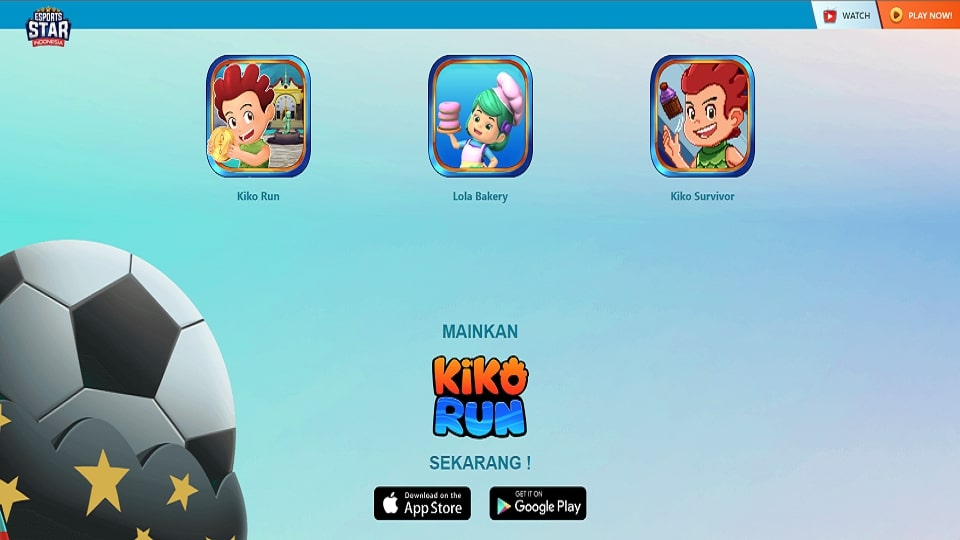 ESPORTS
STAR
INDONESIA
WATCH
PLAY NOW!
Kiko Run
Lola Bakery
Kiko Survivor
MAINKAN
KIKO
RUN
SEKARANG !
Download on the
App Store
GET IT ON
Google Play